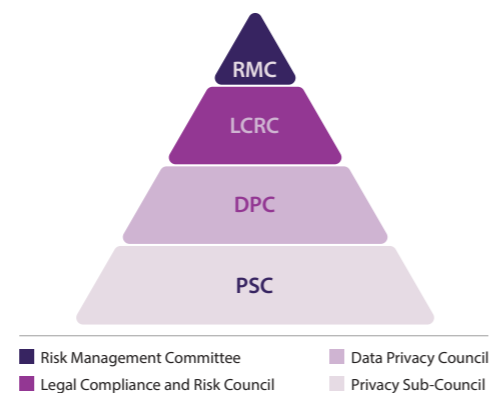 RMC
LCRC
DPC
PSC
Risk Management Committee
Data Privacy Council
Legal Compliance and Risk Council
Privacy Sub-Council